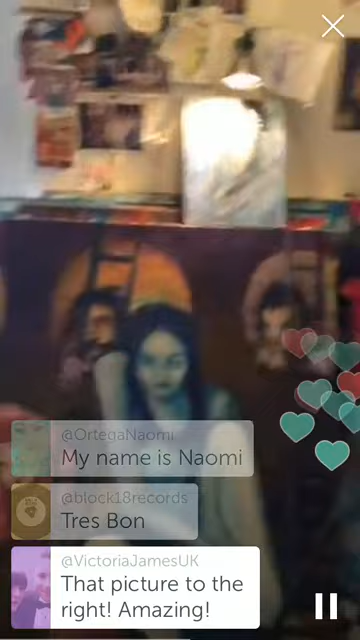 @OrtegaNaomi
My name is Naomi
@block18records
Tres Bon
@VictoriaJamesUK
That picture to the
right! Amazing!